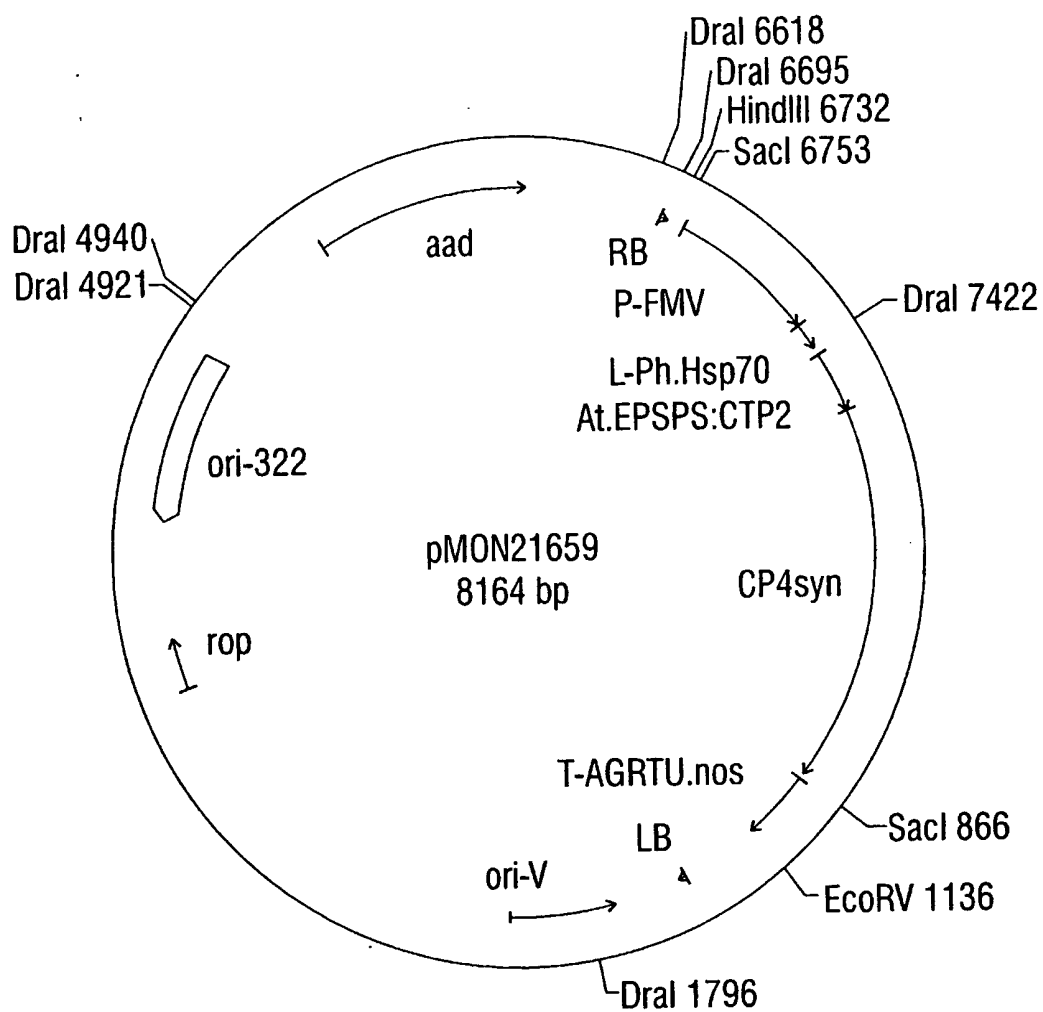 DraI 6618
DraI 6695
HindIII 6732
SacI 6753
DraI 4940
DraI 4921
aad
RB
P-FMV
DraI 7422
L-Ph.Hsp70
At.EPSPS:CTP2
ori-322
pMON21659
8164 bp
CP4syn
rop
T-AGRTU.nos
LB
SacI 866
ori-V
EcoRV 1136
DraI 1796